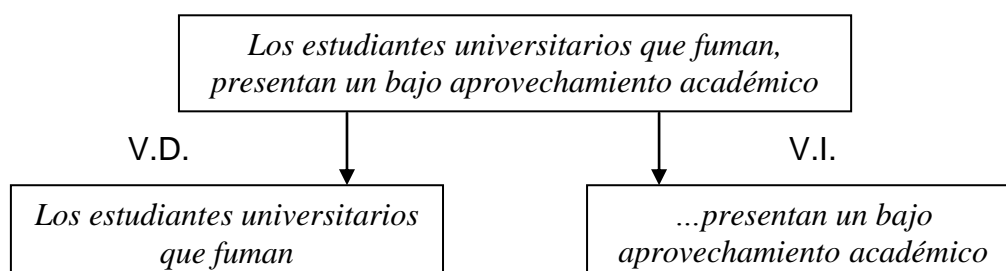 Los estudiantes universitarios que fuman,
presentan un bajo aprovechamiento académico
V.D.
V.I.
Los estudiantes universitarios
que fuman
...presentan un bajo
aprovechamiento académico